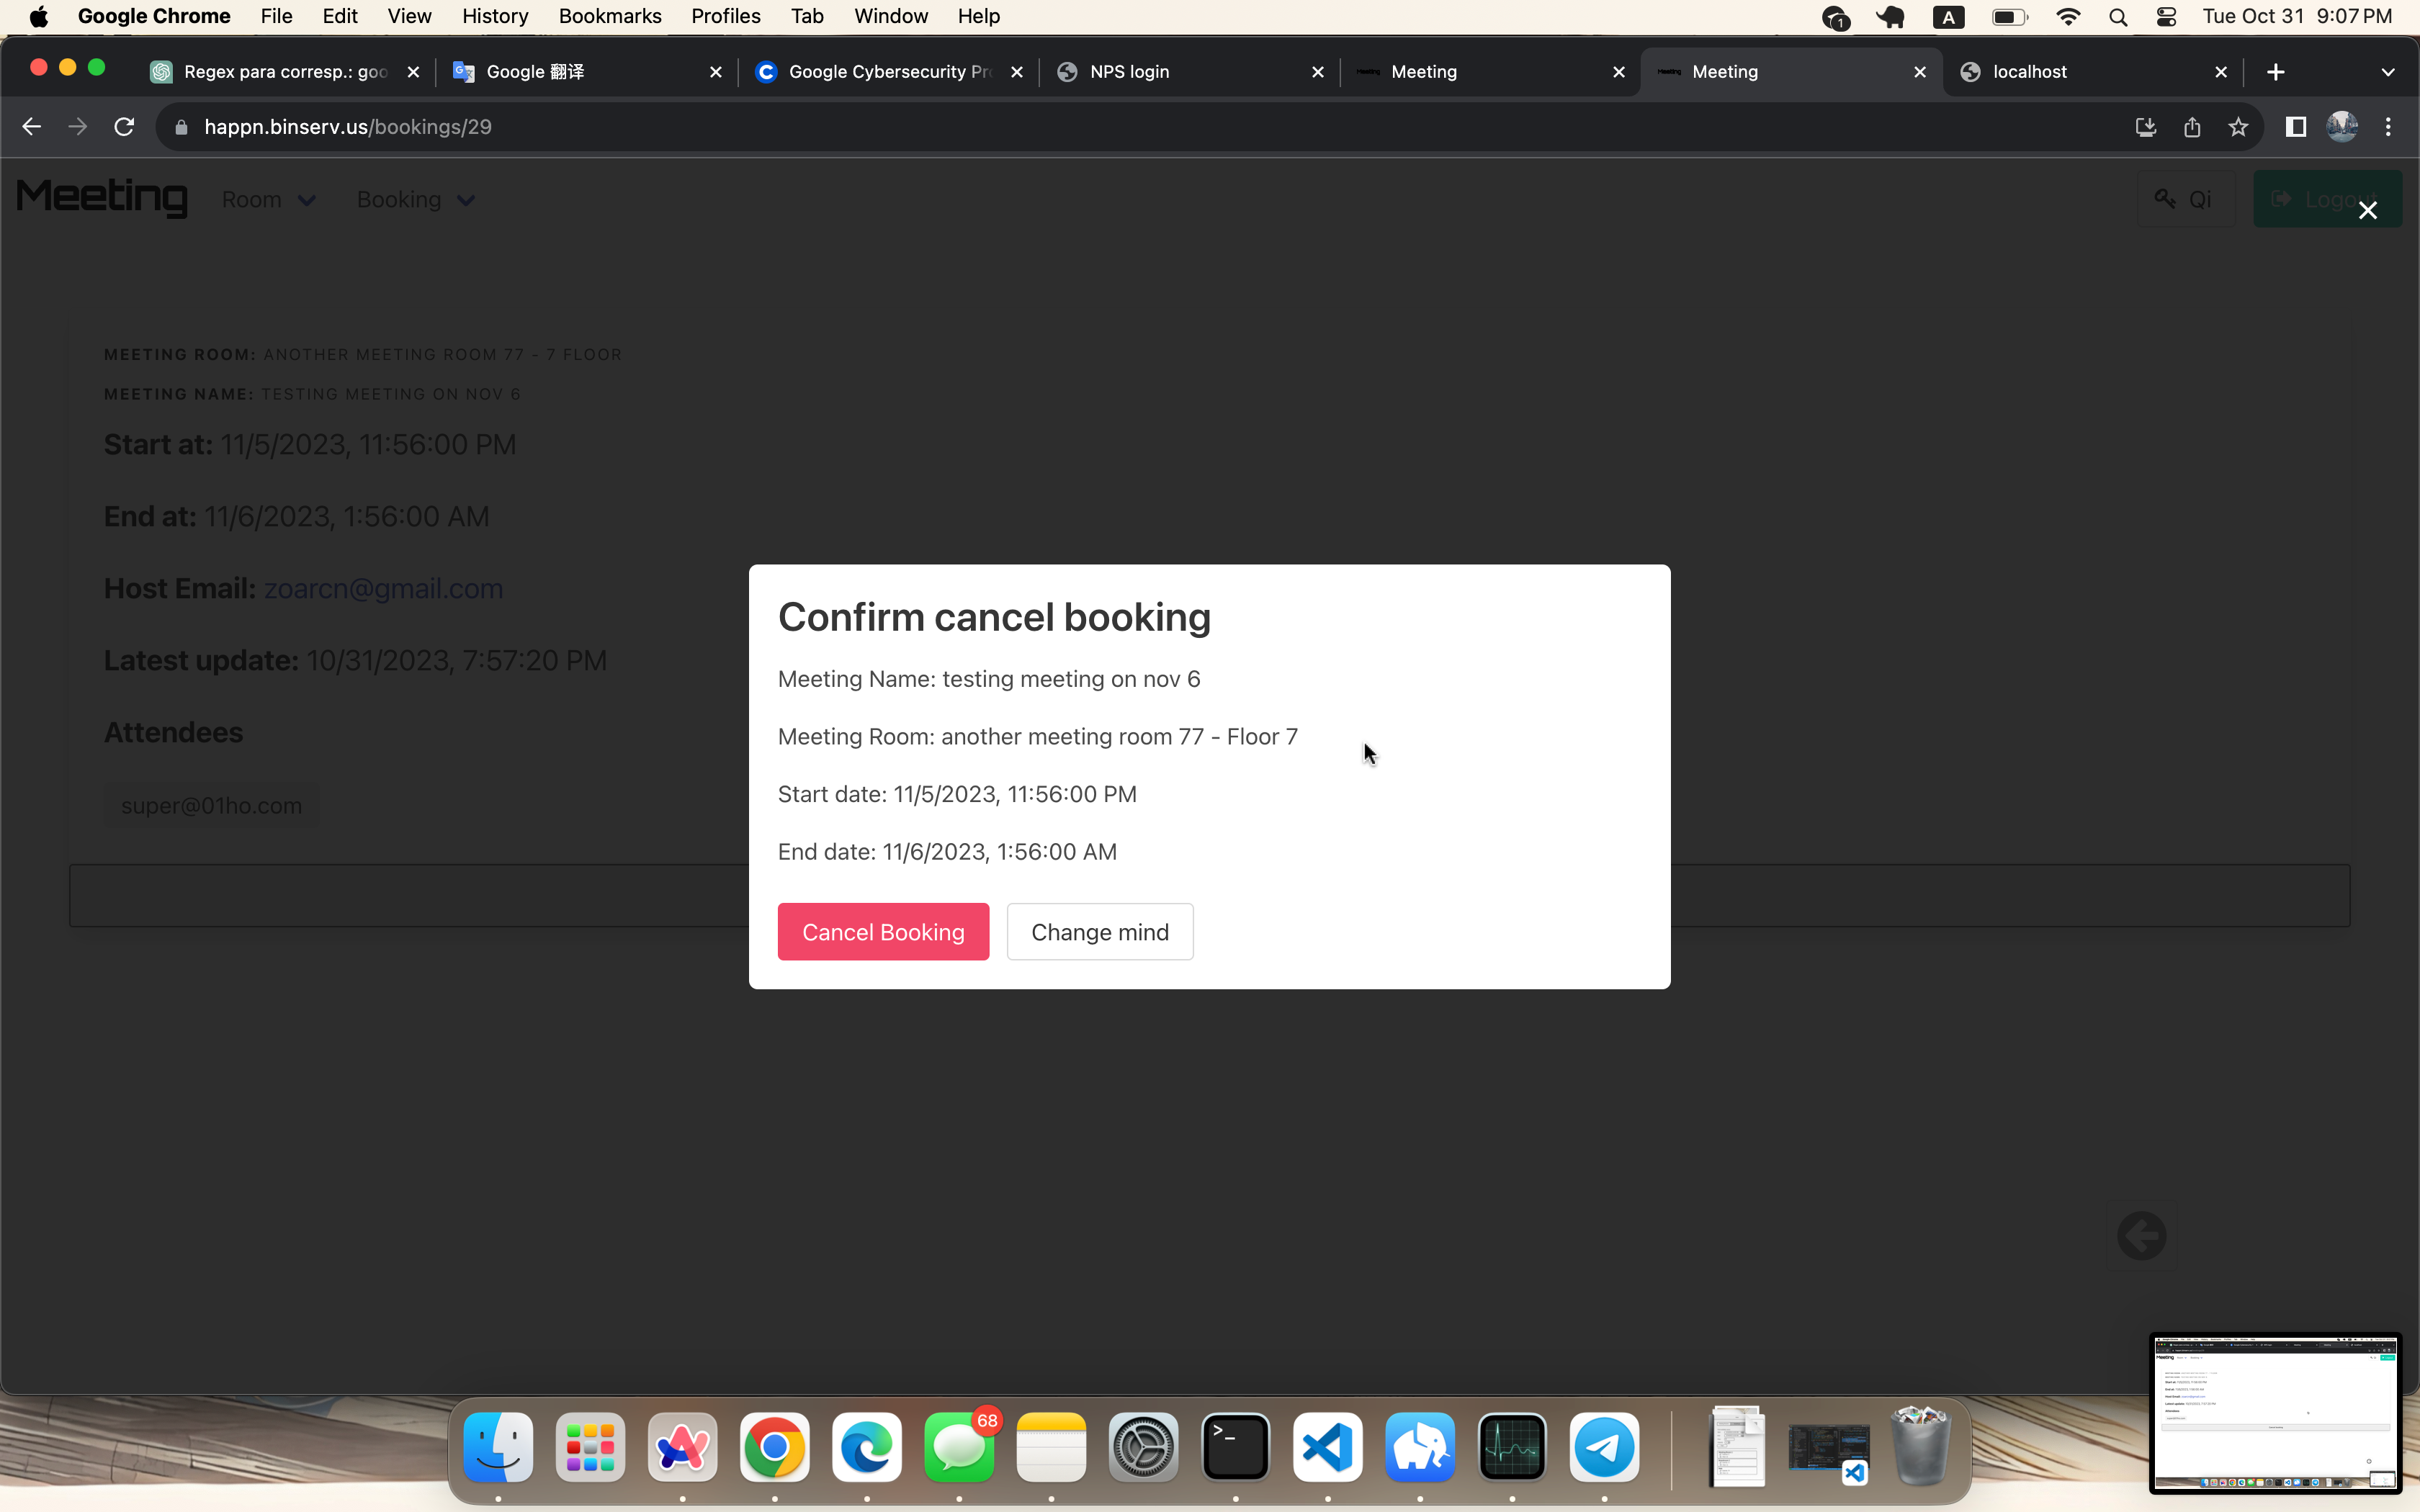 Google Chrome File Edit View History Bookmarks Profiles Tab Window Help 1 A Tue Oct 31 9:07 PM
Regex para corresp.: goo Google 翻译 Google Cybersecurity Pr NPS login Meeting Meeting localhost
happn.binserv.us/bookings/29
Meeting Room Booking Qi Logout
MEETING ROOM: ANOTHER MEETING ROOM 77 - 7 FLOOR
MEETING NAME: TESTING MEETING ON NOV 6
Start at: 11/5/2023, 11:56:00 PM
End at: 11/6/2023, 1:56:00 AM
Host Email: zoarcn@gmail.com
Latest update: 10/31/2023, 7:57:20 PM
Attendees
super@01ho.com
Confirm cancel booking
Meeting Name: testing meeting on nov 6
Meeting Room: another meeting room 77 - Floor 7
Start date: 11/5/2023, 11:56:00 PM
End date: 11/6/2023, 1:56:00 AM
Cancel Booking Change mind
68